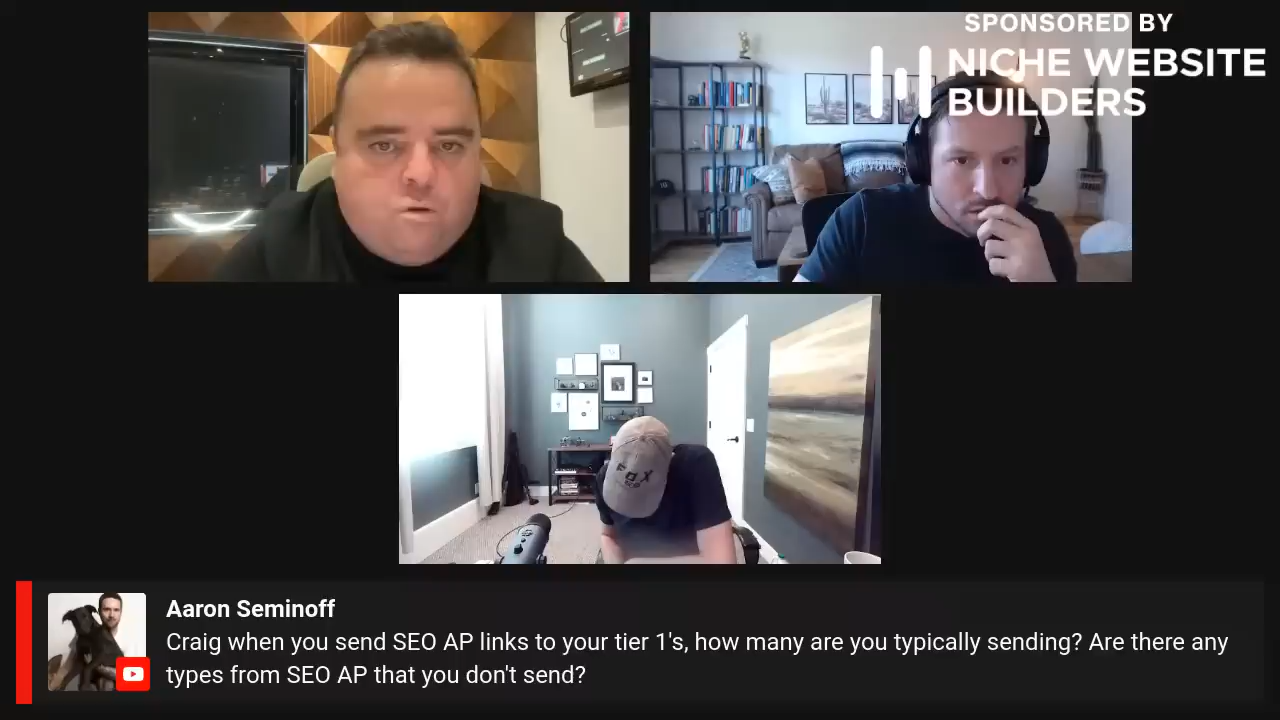 SPONSORED BY
NICHE WEBSITE
BUILDERS
FOX
Aaron Seminoff
Craig when you send SEO AP links to your tier 1's, how many are you typically sending? Are there any
types from SEO AP that you don't send?